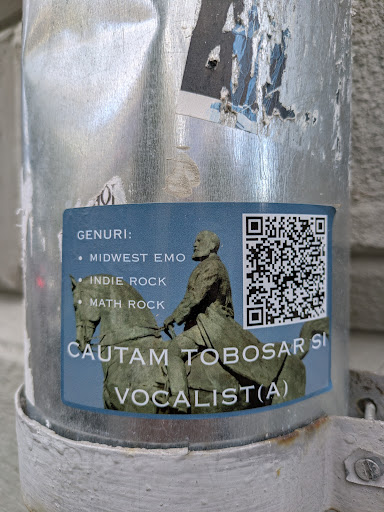 GENURI:
• MIDWEST EMO
• INDIE ROCK
• MATH ROCK
CAUTAM TOBOSAR SI
VOCALIST(A)